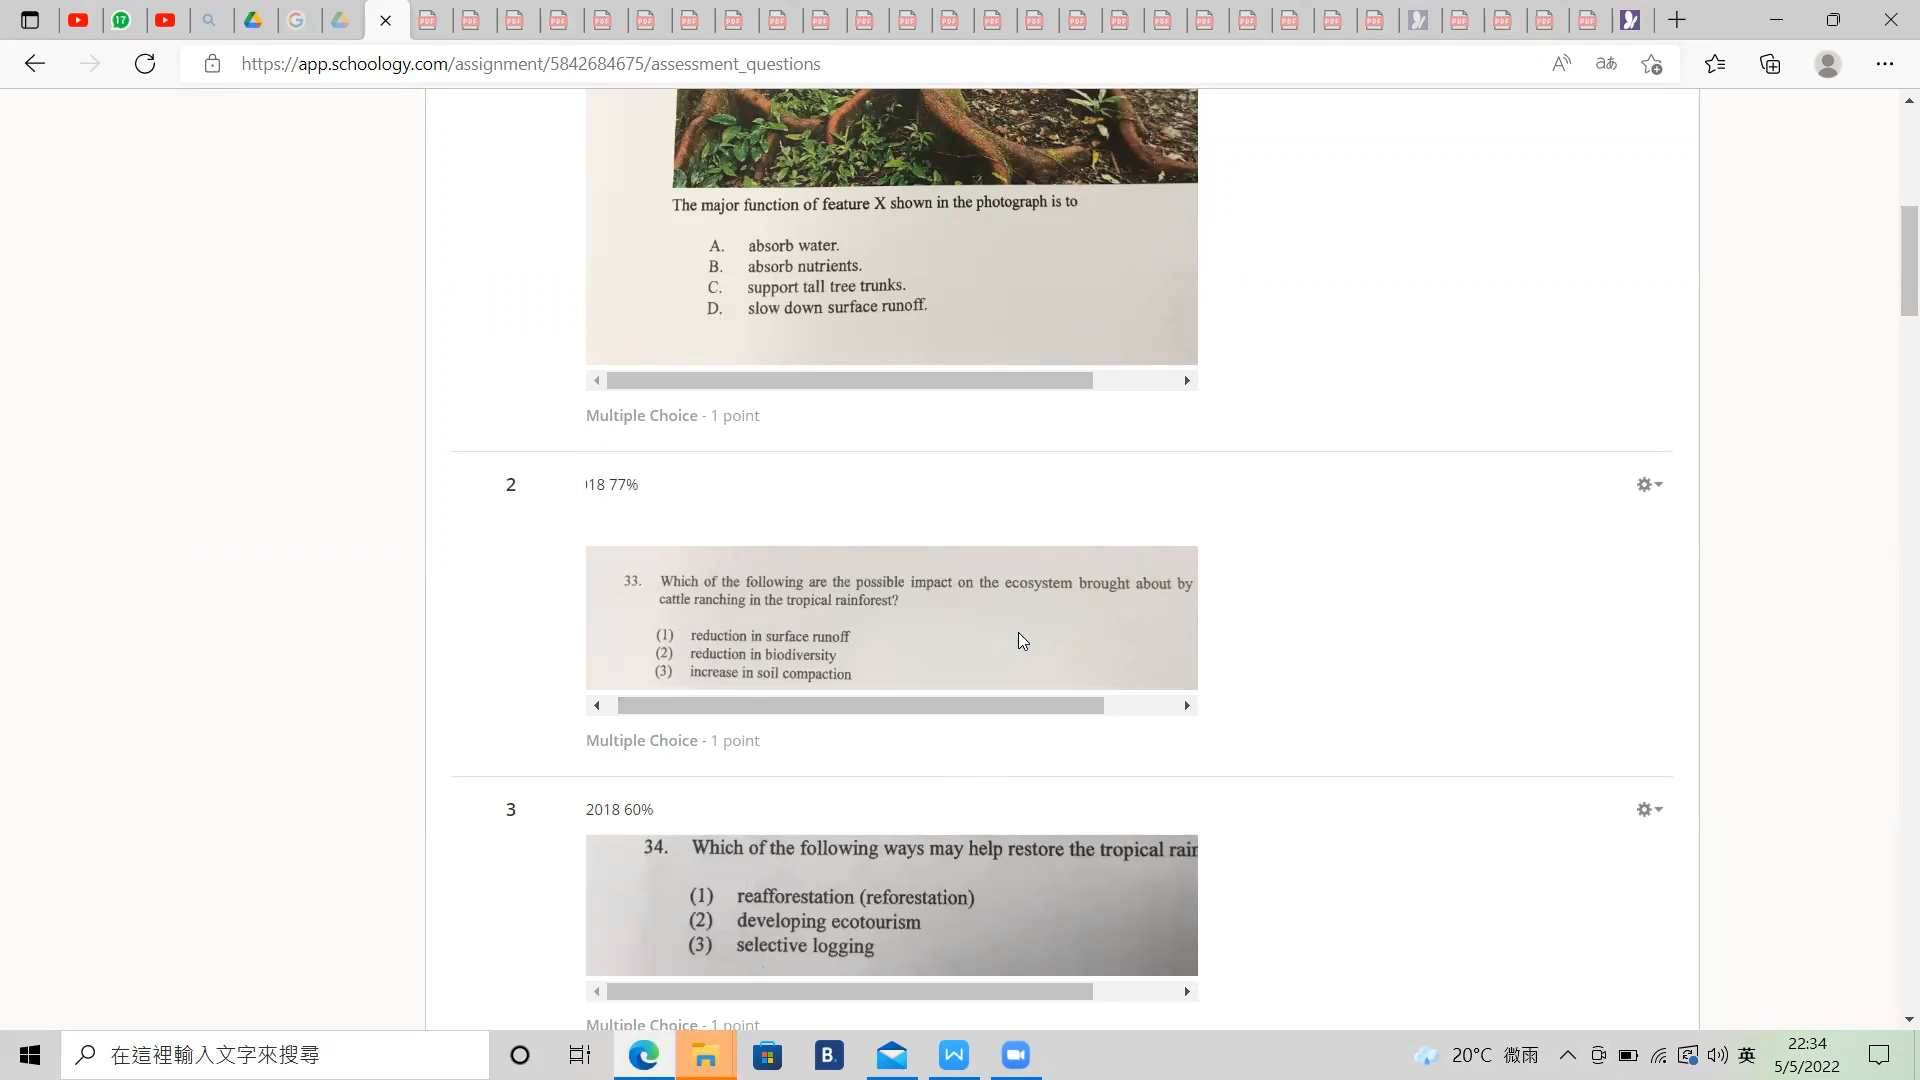 https://app.schoology.com/assignment/5842684675/assessment_questions
The major function of feature X shown in the photograph is to
A. absorb water.
B. absorb nutrients.
C. support tall tree trunks.
D. slow down surface runoff.
Multiple Choice - 1 point
2 18 77%
33. Which of the following are the possible impact on the ecosystem brought about by
cattle ranching in the tropical rainforest?
(1) reduction in surface runoff
(2) reduction in biodiversity
(3) increase in soil compaction
Multiple Choice - 1 point
3 2018 60%
34. Which of the following ways may help restore the tropical rain
(1) reafforestation (reforestation)
(2) developing ecotourism
(3) selective logging
Multiple Choice - 1 point
在這裡輸入文字來搜尋
B.
20°C 微雨
英
22:34
5/5/2022